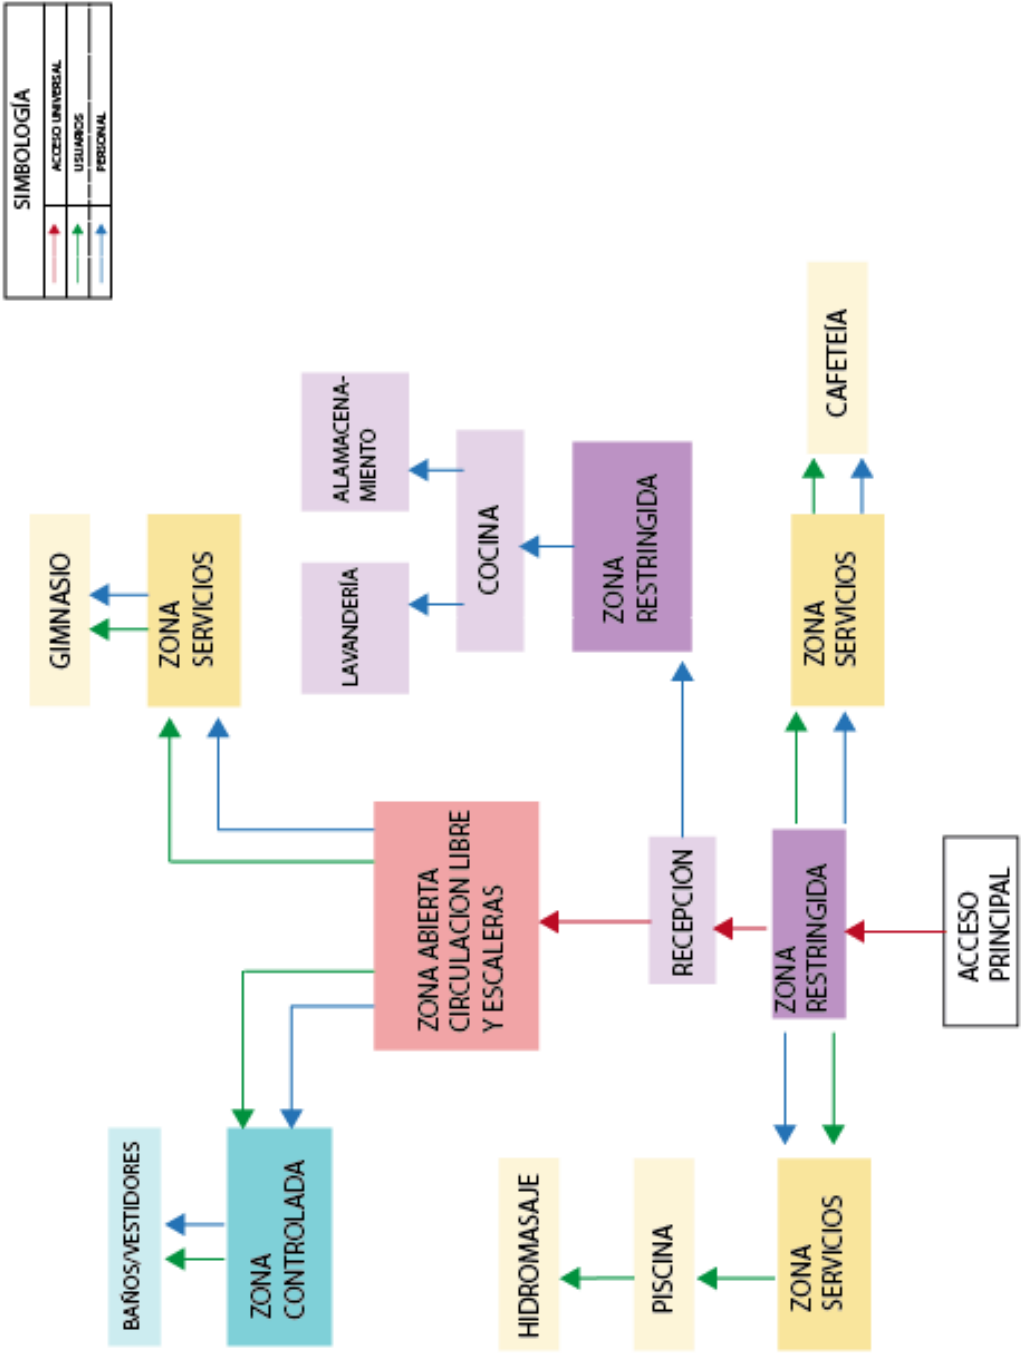 SIMBOLOGÍA
ACCESO UNIVERSAL
USUARIOS
PERSONAL
BAÑOS/VESTIDORES
ZONA
CONTROLADA
GIMNASIO
ZONA
SERVICIOS
ZONA ABIERTA
CIRCULACION LIBRE
Y ESCALERAS
LAVANDERÍA
ALAMACENA-
MIENTO
COCINA
ZONA
RESTRINGIDA
HIDROMASAJE
PISCINA
ZONA
SERVICIOS
RECEPCIÓN
ZONA
RESTRINGIDA
ZONA
SERVICIOS
CAFETEÍA
ACCESO
PRINCIPAL